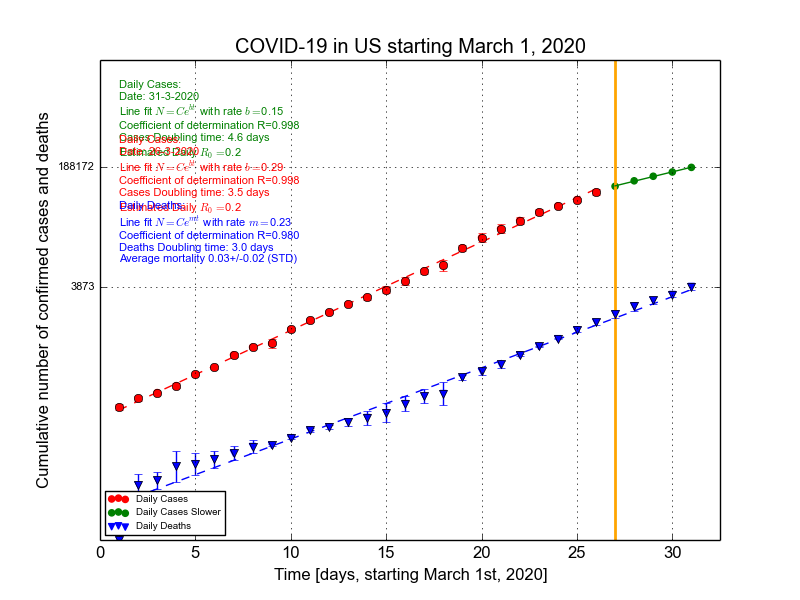 COVID-19 in US starting March 1, 2020
Cumulative number of confirmed cases and deaths
188172
3873
Daily Cases:
Date: 31-3-2020
Line fit N = Ce^{bt} with rate b = 0.15
Coefficient of determination R=0.998
Cases Doubling time: 4.6 days
Estimated Daily R_0 = 0.2
Daily Cases:
Date: 26-3-2020
Line fit N = Ce^{bt} with rate b = 0.29
Coefficient of determination R=0.998
Cases Doubling time: 3.5 days
Estimated Daily R_0 = 0.2
Daily Deaths:
Line fit N = Ce^{mt} with rate m = 0.23
Coefficient of determination R=0.980
Deaths Doubling time: 3.0 days
Average mortality 0.03+/-0.02 (STD)
Daily Cases
Daily Cases Slower
Daily Deaths
0 5 10 15 20 25 30
Time [days, starting March 1st, 2020]